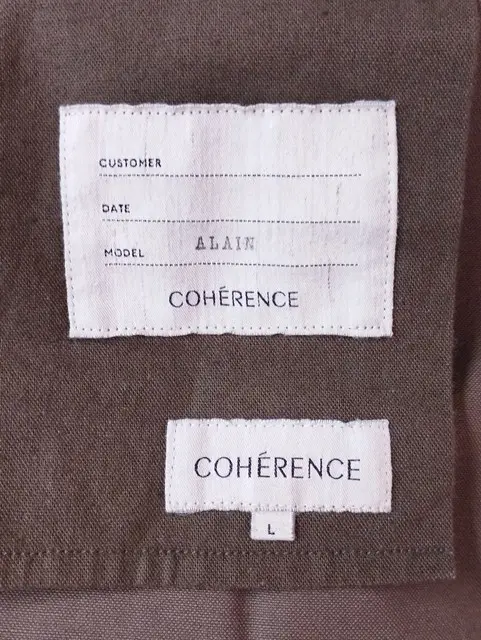 CUSTOMER
DATE
MODEL ALAIN
COHÉRENCE
COHÉRENCE
L